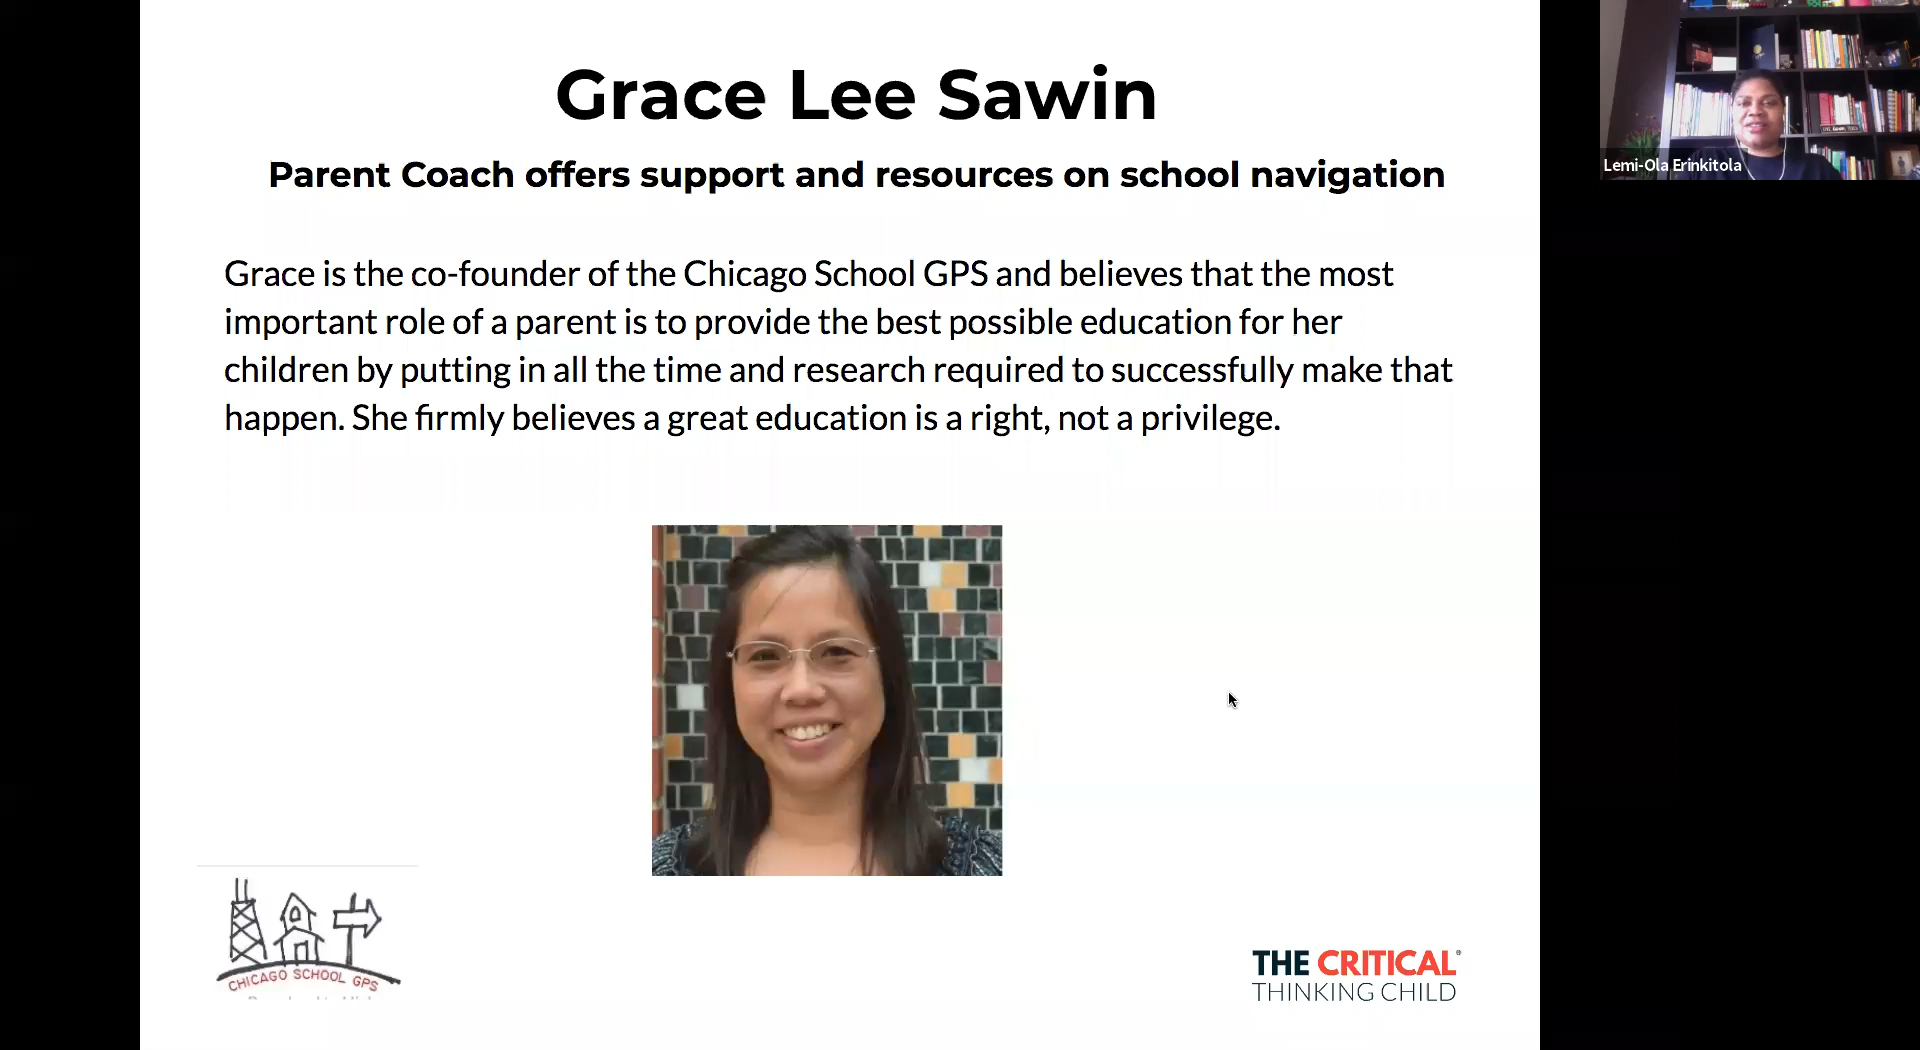 Grace Lee Sawin
Parent Coach offers support and resources on school navigation
Grace is the co-founder of the Chicago School GPS and believes that the most
important role of a parent is to provide the best possible education for her
children by putting in all the time and research required to successfully make that
happen. She firmly believes a great education is a right, not a privilege.
CHICAGO SCHOOL GPS
THE CRITICAL®
THINKING CHILD
Lemi-Ola Erinkitola